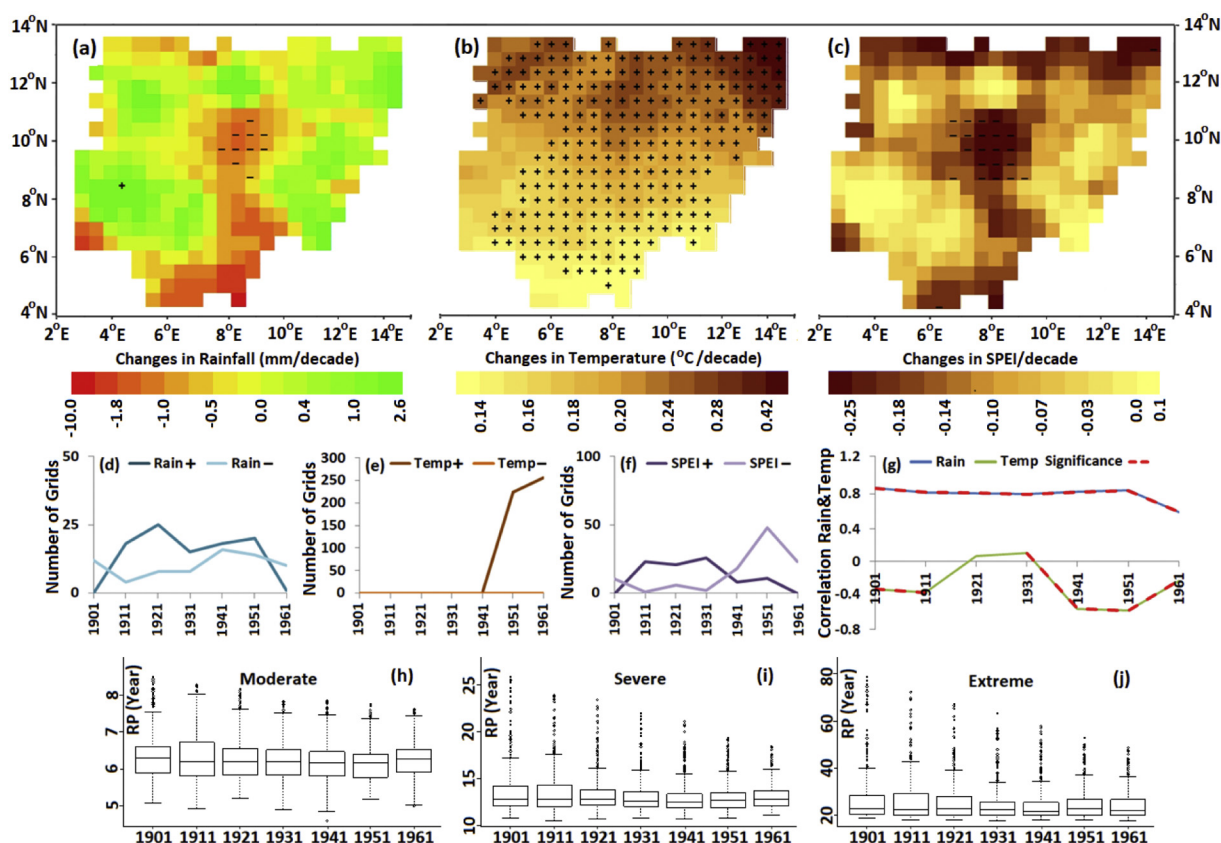 14°N (a) (b) (c) 14°N
13°N 13°N
12°N 12°N
10°N 10°N
8°N 8°N
6°N 6°N
4°N 4°N
2°E 4°E 6°E 8°E 10°E 12°E 14°E 2°E 4°E 6°E 8°E 10°E 12°E 14°E 2°E 4°E 6°E 8°E 10°E 12°E 14°E
Changes in Rainfall (mm/decade) Changes in Temperature (°C/decade) Changes in SPEI/decade
-10.0 -1.8 -1.0 -0.5 0.0 0.4 1.0 2.6 0.14 0.16 0.20 0.24 0.28 0.42 -0.25 -0.18 -0.14 -0.10 -0.07 -0.03 0.0 0.1
(d) Rain+ Rain−
Number of Grids
50
25
0
1901 1911 1921 1931 1941 1951 1961
(e) Temp+ Temp−
Number of Grids
300
250
200
150
100
50
0
1901 1911 1921 1931 1941 1951 1961
(f) SPEI+ SPEI−
Number of Grids
100
50
0
1901 1911 1921 1931 1941 1951 1961
(g) Rain Temp Significance
Correlation Rain&Temp
1.2
0.8
0.4
0
-0.4
-0.8
1901 1911 1921 1931 1941 1951 1961
Moderate (h)
RP (Year)
8
7
6
5
1901 1911 1921 1931 1941 1951 1961
Severe (i)
RP (Year)
25
20
15
10
1901 1911 1921 1931 1941 1951 1961
Extreme (j)
RP (Year)
80
60
40
20
1901 1911 1921 1931 1941 1951 1961